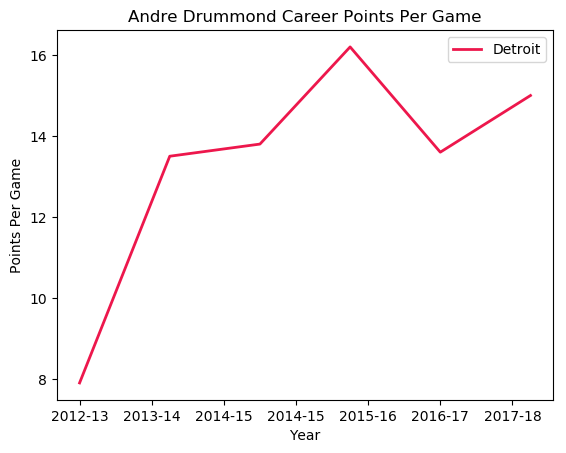 Andre Drummond Career Points Per Game
Detroit
16
14
12
10
8
Points Per Game
2012-13 2013-14 2014-15 2014-15 2015-16 2016-17 2017-18
Year